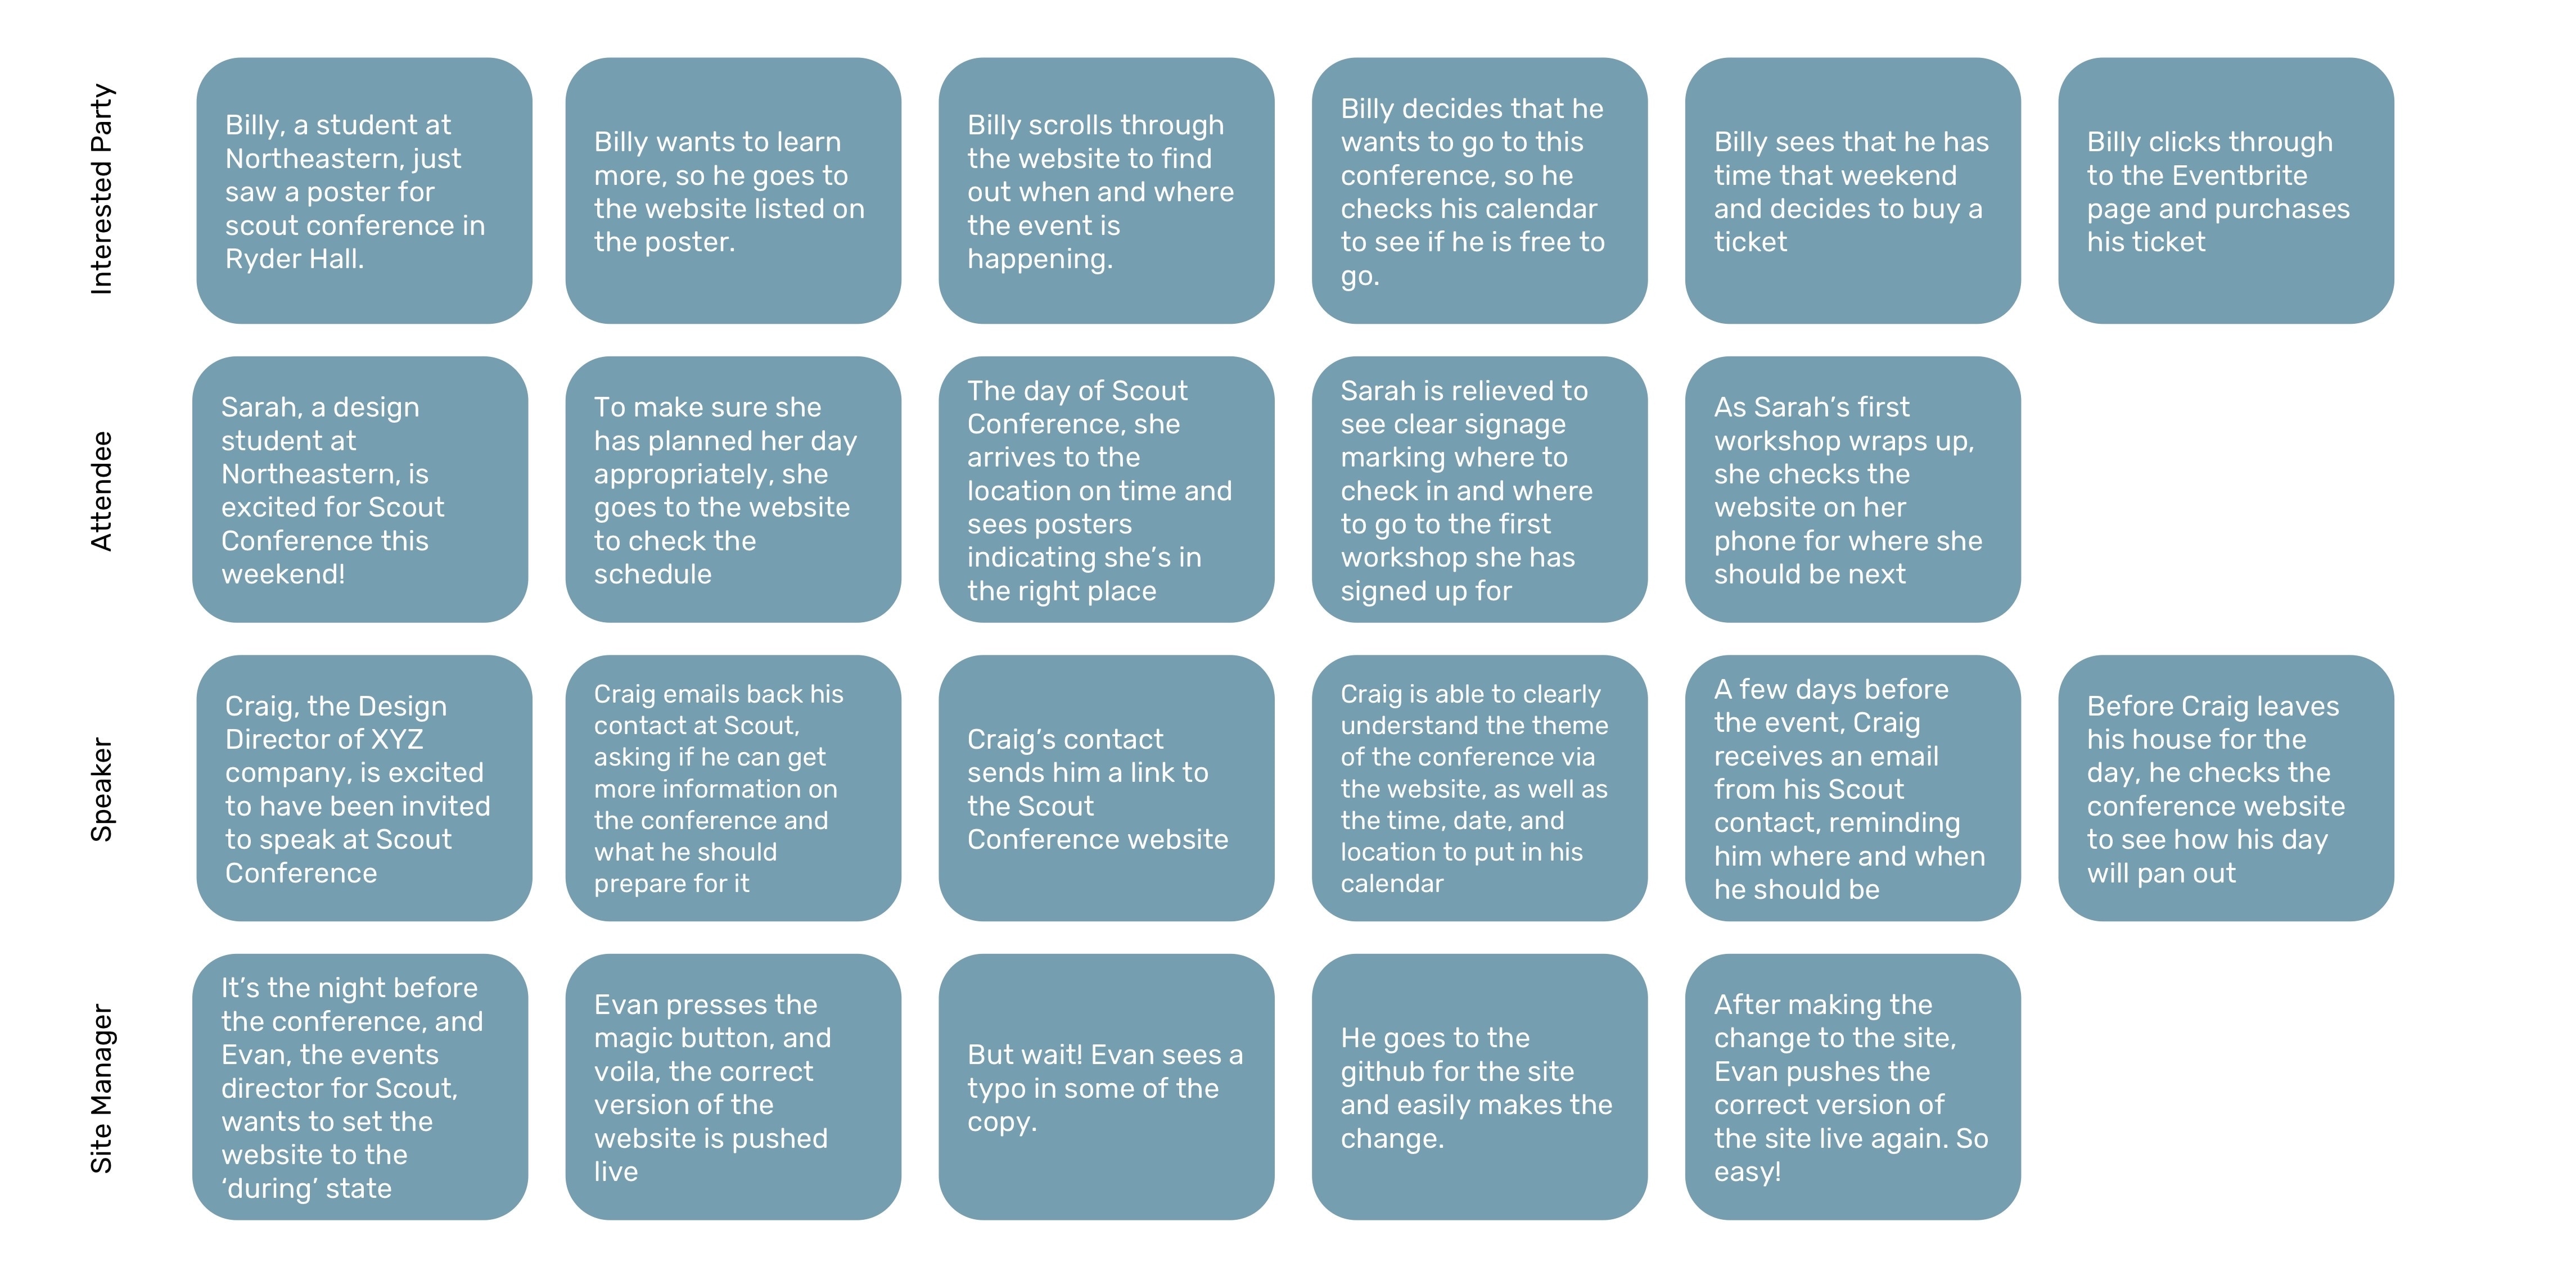 Interested Party
Billy, a student at
Northeastern, just
saw a poster for
scout conference in
Ryder Hall.
Billy wants to learn
more, so he goes to
the website listed on
the poster.
Billy scrolls through
the website to find
out when and where
the event is
happening.
Billy decides that he
wants to go to this
conference, so he
checks his calendar
to see if he is free to
go.
Billy sees that he has
time that weekend
and decides to buy a
ticket
Billy clicks through
to the Eventbrite
page and purchases
his ticket
Attendee
Sarah, a design
student at
Northeastern, is
excited for Scout
Conference this
weekend!
To make sure she
has planned her day
appropriately, she
goes to the website
to check the
schedule
The day of Scout
Conference, she
arrives to the
location on time and
sees posters
indicating she’s in
the right place
Sarah is relieved to
see clear signage
marking where to
check in and where
to go to the first
workshop she has
signed up for
As Sarah’s first
workshop wraps up,
she checks the
website on her
phone for where she
should be next
Speaker
Craig, the Design
Director of XYZ
company, is excited
to have been invited
to speak at Scout
Conference
Craig emails back his
contact at Scout,
asking if he can get
more information on
the conference and
what he should
prepare for it
Craig’s contact
sends him a link to
the Scout
Conference website
Craig is able to clearly
understand the theme
of the conference via
the website, as well as
the time, date, and
location to put in his
calendar
A few days before
the event, Craig
receives an email
from his Scout
contact, reminding
him where and when
he should be
Before Craig leaves
his house for the
day, he checks the
conference website
to see how his day
will pan out
Site Manager
It’s the night before
the conference, and
Evan, the events
director for Scout,
wants to set the
website to the
‘during’ state
Evan presses the
magic button, and
voila, the correct
version of the
website is pushed
live
But wait! Evan sees a
typo in some of the
copy.
He goes to the
github for the site
and easily makes the
change.
After making the
change to the site,
Evan pushes the
correct version of
the site live again. So
easy!